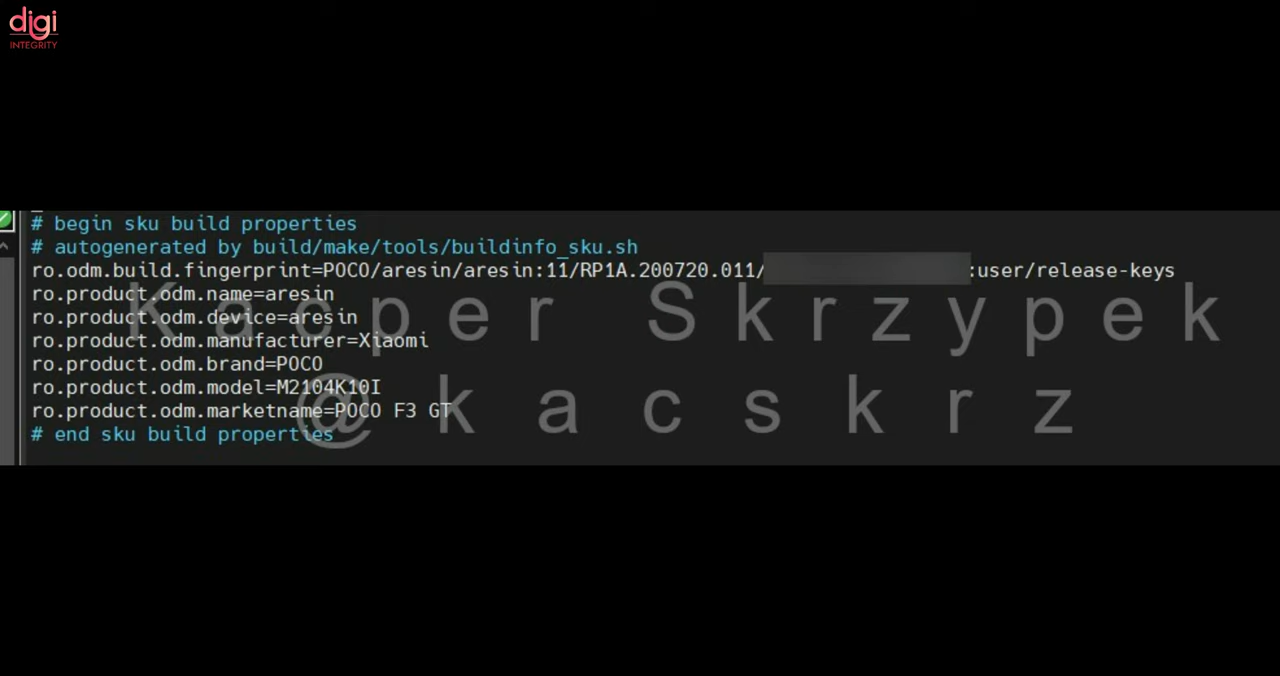 digi
INTEGRITY
# begin sku build properties
# autogenerated by build/make/tools/buildinfo_sku.sh
ro.odm.build.fingerprint=POCO/aresin/aresin:11/RP1A.200720.011/ :user/release-keys
ro.product.odm.name=aresin
ro.product.odm.device=aresin
ro.product.odm.manufacturer=Xiaomi
ro.product.odm.brand=POCO
ro.product.odm.model=M2104K10I
ro.product.odm.marketname=POCO F3 GT
# end sku build properties
Kacper Skrzypek
@kacskrz